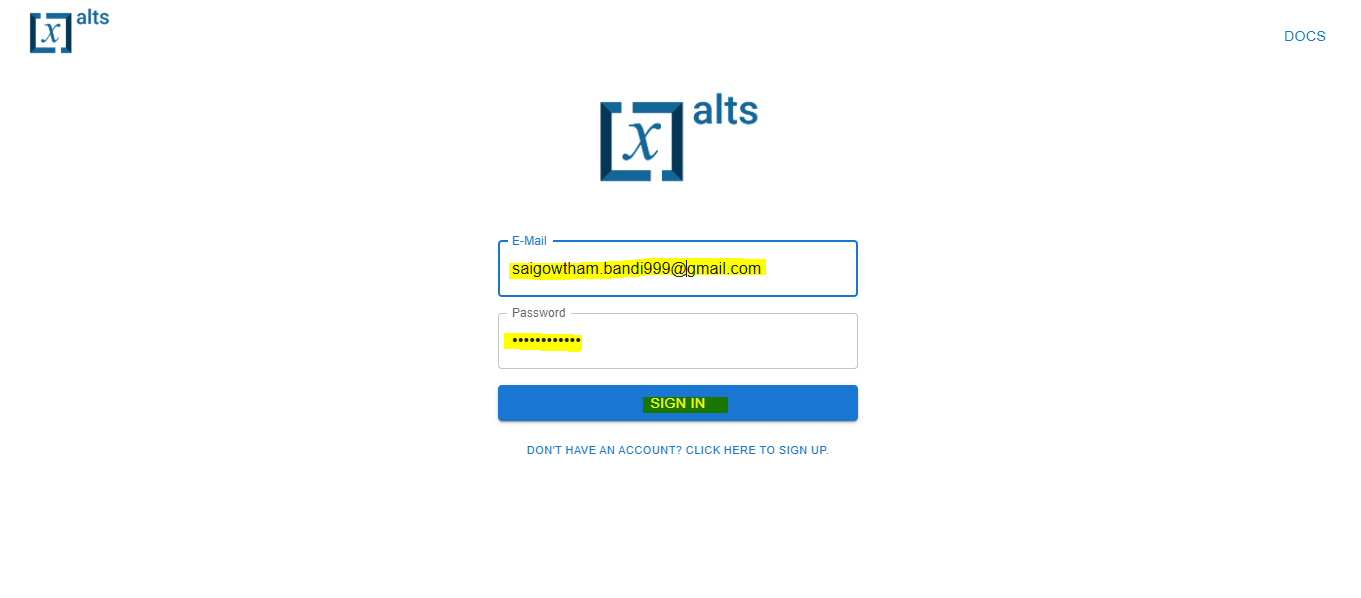 x alts
DOCS
x alts
E-Mail
saigowtham.bandi999@gmail.com
Password
••••••••••••
SIGN IN
DON'T HAVE AN ACCOUNT? CLICK HERE TO SIGN UP.